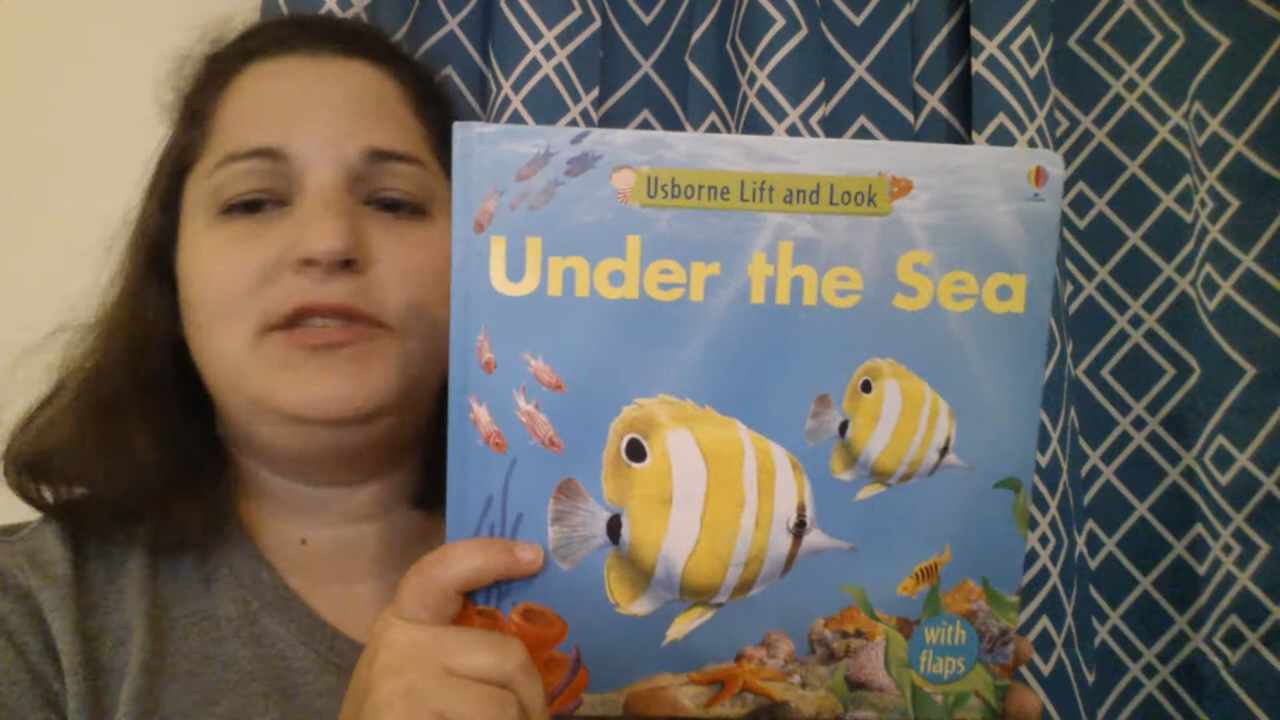 Usborne Lift and Look
Under the Sea
with
flaps